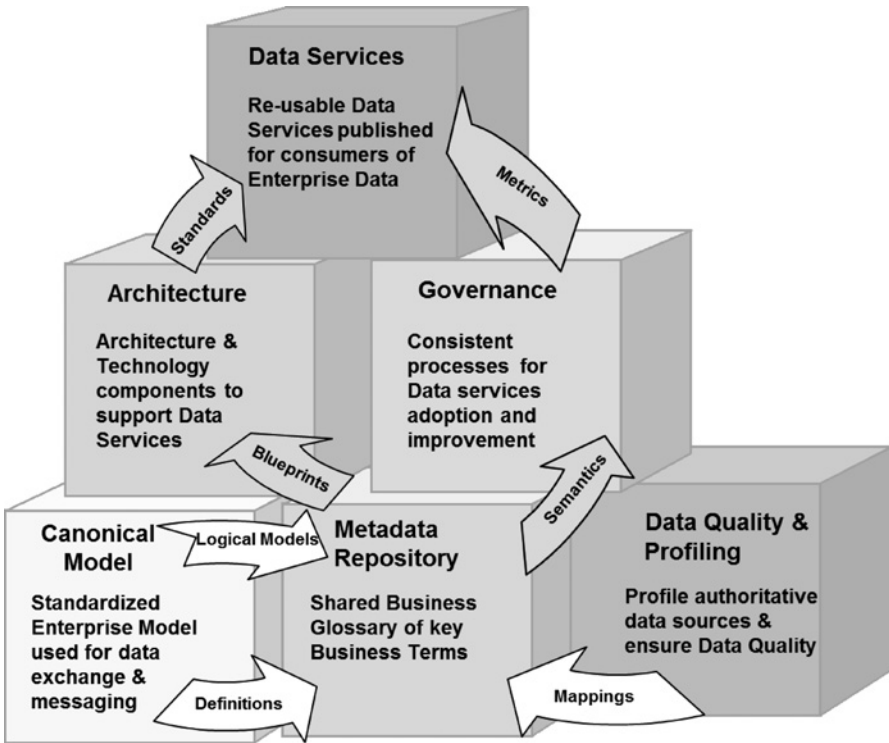 Data Services
Re-usable Data
Services published
for consumers of
Enterprise Data
Standards
Metrics
Architecture
Architecture &
Technology
components to
support Data
Services
Governance
Consistent
processes for
Data services
adoption and
improvement
Blueprints
Semantics
Canonical
Model
Standardized
Enterprise Model
used for data
exchange &
messaging
Logical Models
Definitions
Metadata
Repository
Shared Business
Glossary of key
Business Terms
Data Quality &
Profiling
Profile authoritative
data sources &
ensure Data Quality
Mappings